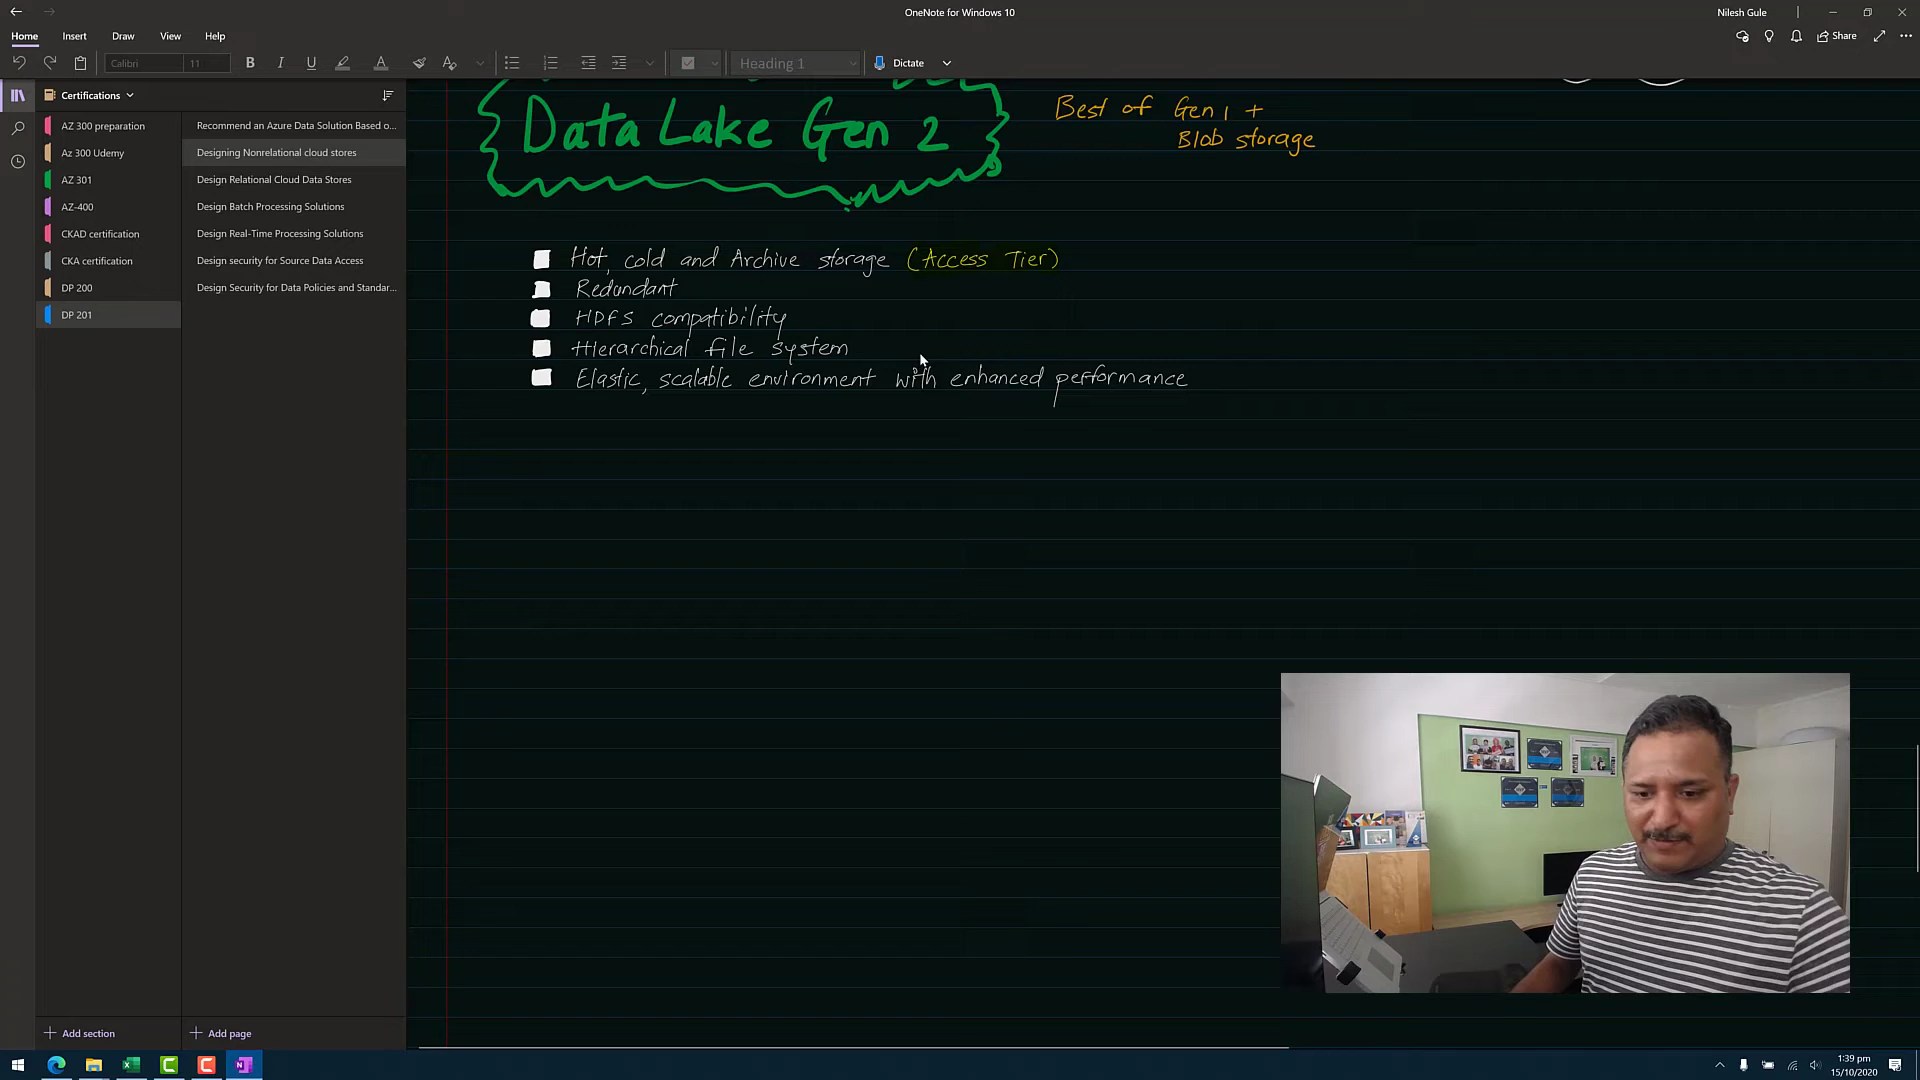 OneNote for Windows 10
Nilesh Gule
Home Insert Draw View Help
Share
Calibri 11
B I U
Heading 1
Dictate
Certifications
AZ 300 preparation
Az 300 Udemy
AZ 301
AZ-400
CKAD certification
CKA certification
DP 200
DP 201
Recommend an Azure Data Solution Based o...
Designing Nonrelational cloud stores
Design Relational Cloud Data Stores
Design Batch Processing Solutions
Design Real-Time Processing Solutions
Design security for Source Data Access
Design Security for Data Policies and Standar...
Data Lake Gen 2
Best of Gen 1 +
Blob storage
Hot, cold and Archive storage (Access Tier)
Redundant
HDFS compatibility
Hierarchical file system
Elastic, scalable environment with enhanced performance
Add section
Add page
1:39 pm
15/10/2020